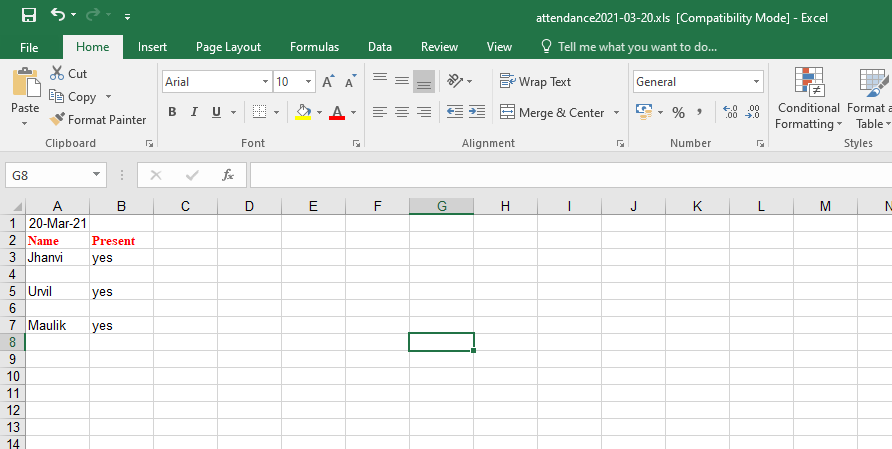 attendance2021-03-20.xls [Compatibility Mode] - Excel
File Home Insert Page Layout Formulas Data Review View Tell me what you want to do...
Paste Cut Copy Format Painter
Arial 10 A A B I U A
Wrap Text Merge & Center
General % , .0 .00 .00 .0
Conditional Formatting Format a Table
Clipboard Font Alignment Number Styles
G8 fx
A B C D E F G H I J K L M N
1 20-Mar-21
2 Name Present
3 Jhanvi yes
4
5 Urvil yes
6
7 Maulik yes
8
9
10
11
12
13
14